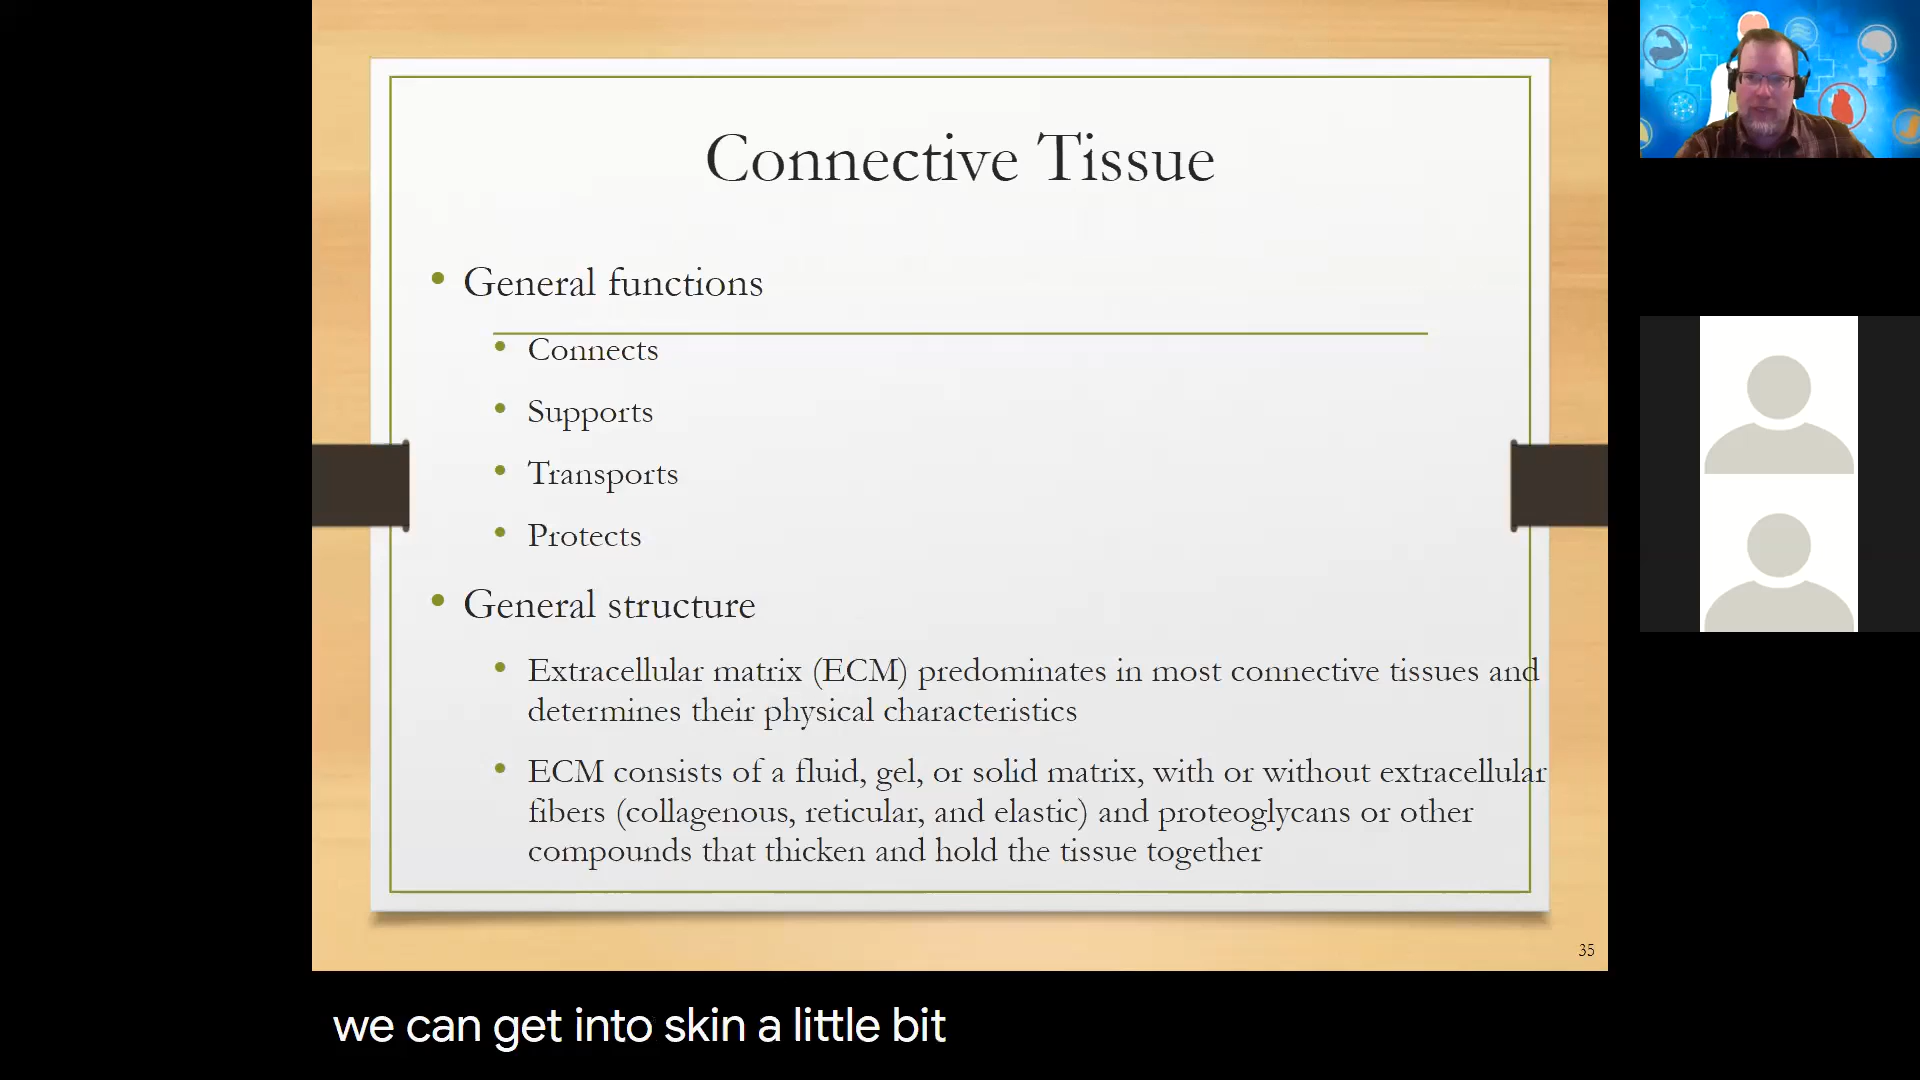 Connective Tissue
• General functions
• Connects
• Supports
• Transports
• Protects
• General structure
• Extracellular matrix (ECM) predominates in most connective tissues and
determines their physical characteristics
• ECM consists of a fluid, gel, or solid matrix, with or without extracellular
fibers (collagenous, reticular, and elastic) and proteoglycans or other
compounds that thicken and hold the tissue together
35
we can get into skin a little bit